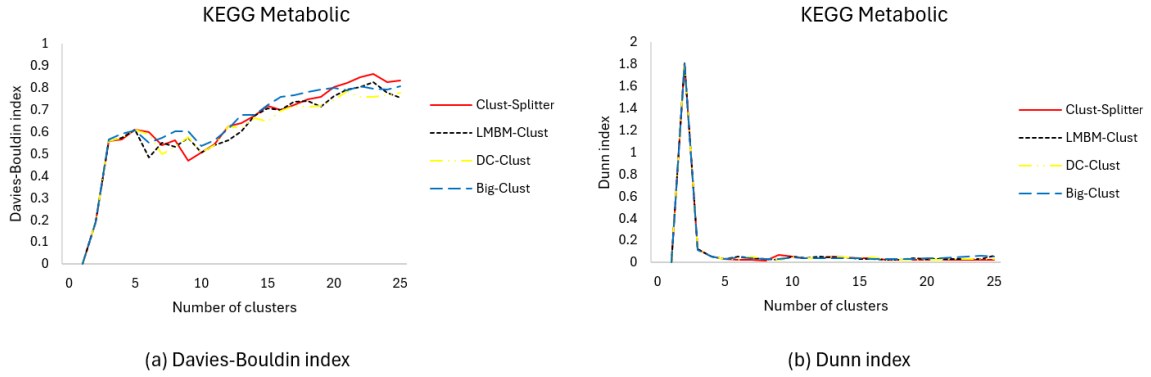 KEGG Metabolic
1
0.9
0.8
0.7
0.6
0.5
0.4
0.3
0.2
0.1
0
Davies-Bouldin index
0 5 10 15 20 25
Number of clusters
Clust-Splitter
LMBM-Clust
DC-Clust
Big-Clust
(a) Davies-Bouldin index
KEGG Metabolic
2
1.8
1.6
1.4
1.2
1
0.8
0.6
0.4
0.2
0
Dunn index
0 5 10 15 20 25
Number of clusters
Clust-Splitter
LMBM-Clust
DC-Clust
Big-Clust
(b) Dunn index